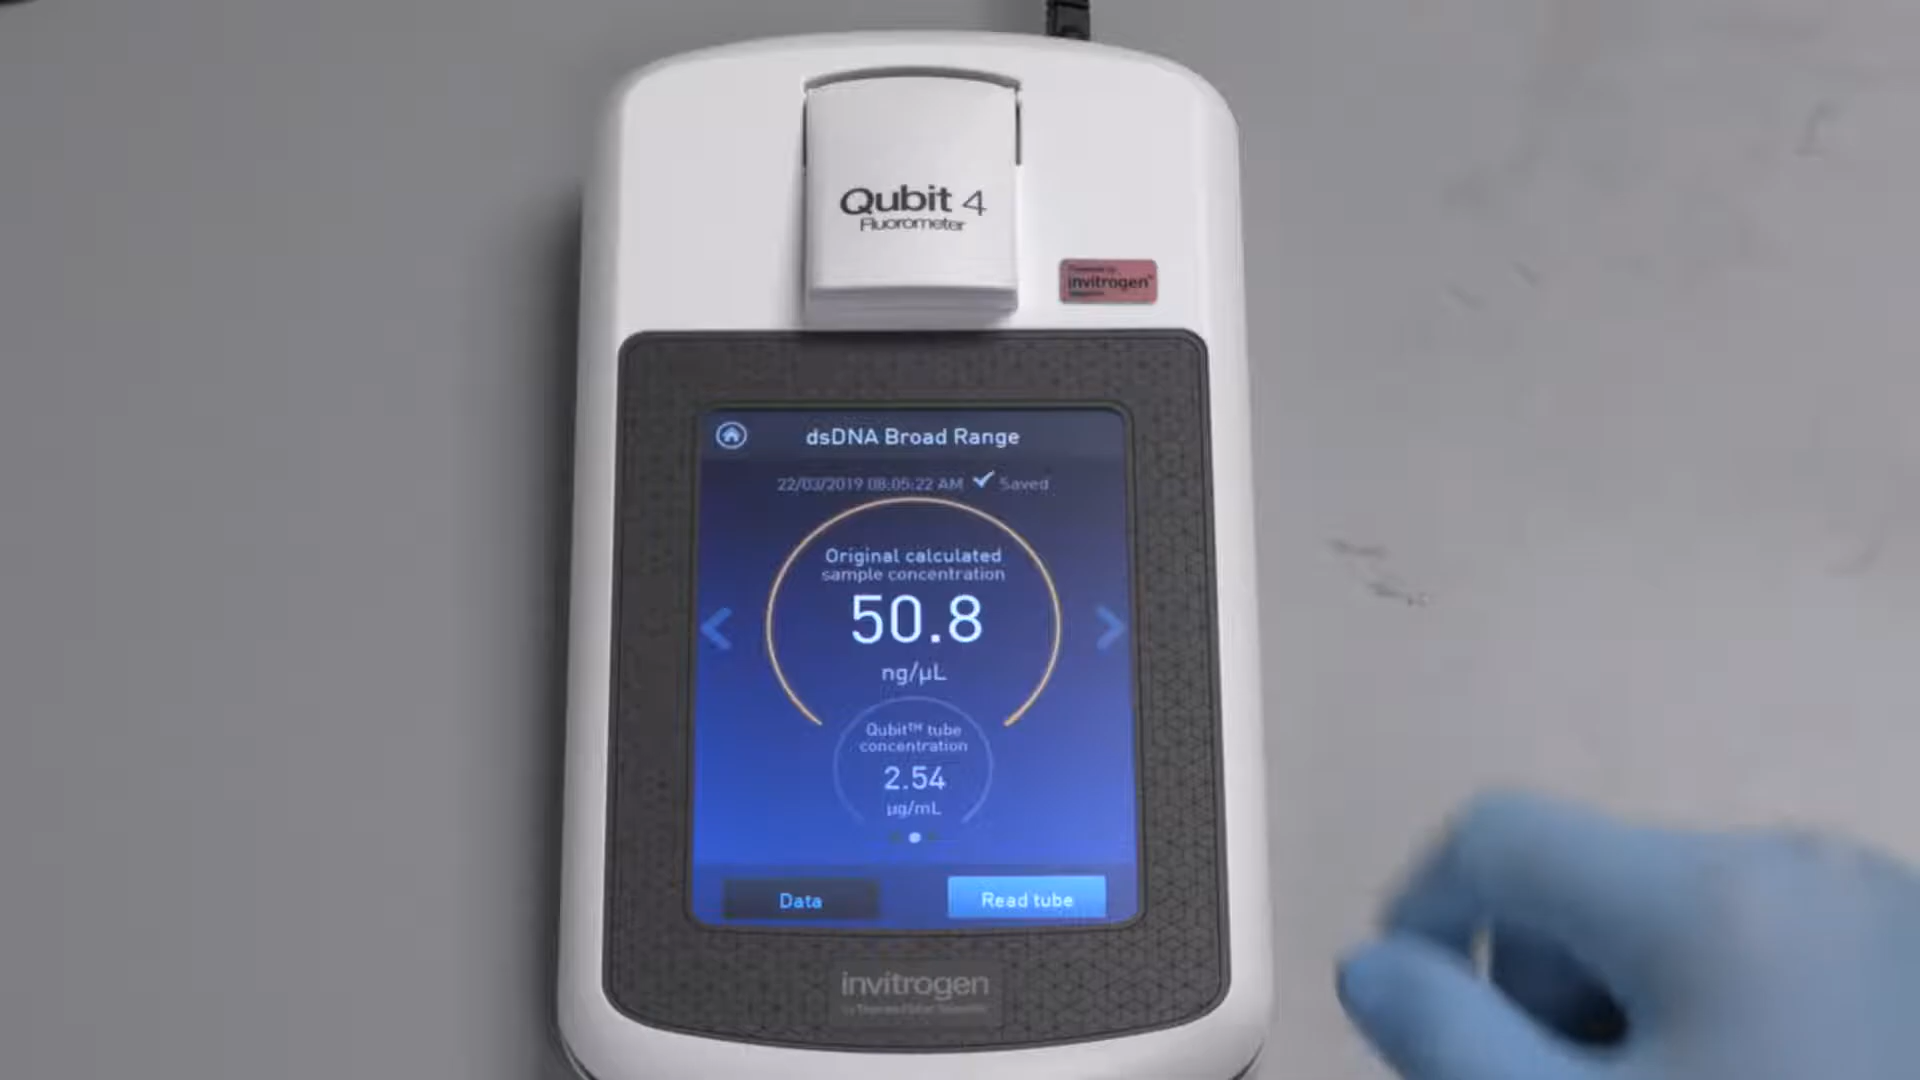 Qubit 4
Fluorometer
invitrogen™
dsDNA Broad Range
22/03/2019 08:05:22 AM Saved
Original calculated
sample concentration
50.8
ng/µL
Qubit™ tube
concentration
2.54
µg/mL
Data
Read tube
invitrogen